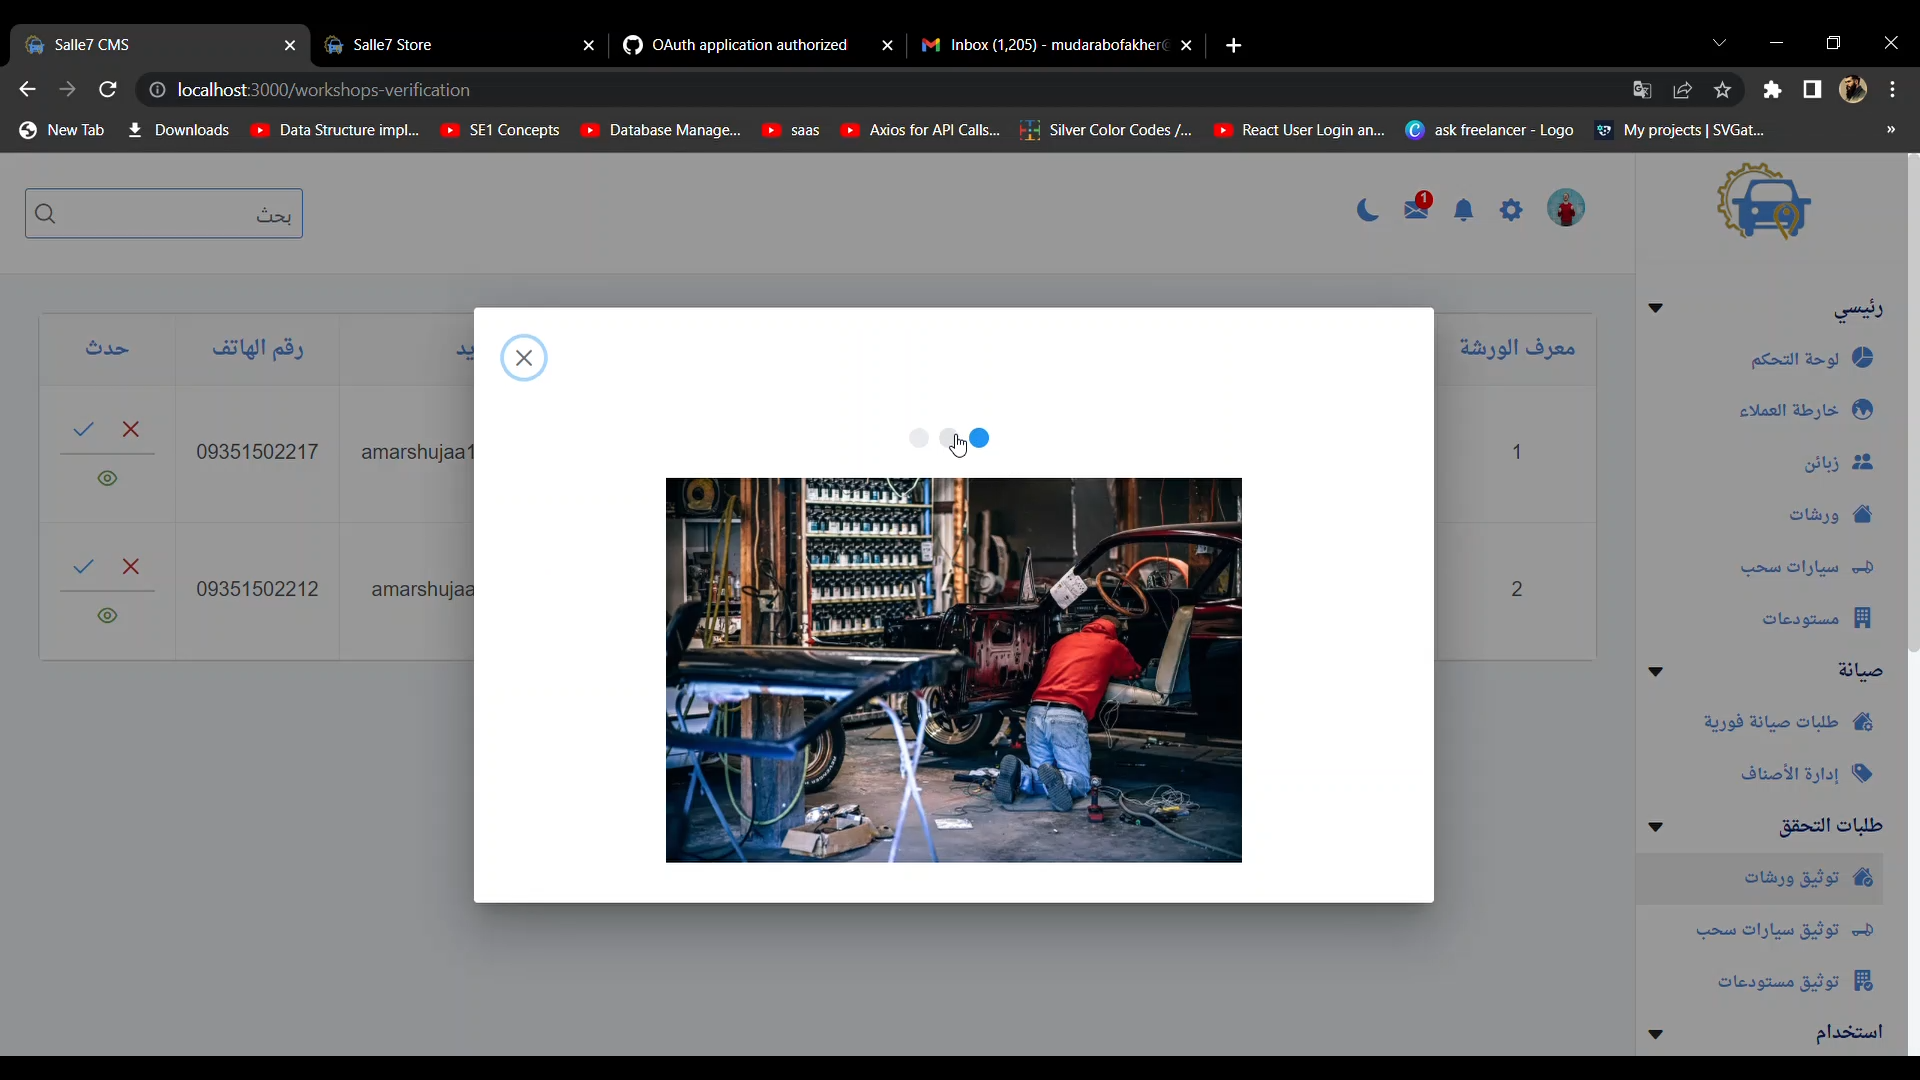 Salle7 CMS
Salle7 Store
OAuth application authorized
Inbox (1,205) - mudarabofakher
localhost:3000/workshops-verification
New Tab
Downloads
Data Structure impl...
SE1 Concepts
Database Manage...
saas
Axios for API Calls...
Silver Color Codes /...
React User Login an...
ask freelancer - Logo
My projects | SVGat...
»
بحث
1
رئيسي
لوحة التحكم
خارطة العملاء
زبائن
ورشات
سيارات سحب
مستودعات
صيانة
طلبات صيانة فورية
إدارة الأصناف
طلبات التحقق
توثيق ورشات
توثيق سيارات سحب
توثيق مستودعات
استخدام
معرف الورشة
يد
رقم الهاتف
حدث
1
amarshujaa1
09351502217
2
amarshujaa
09351502212